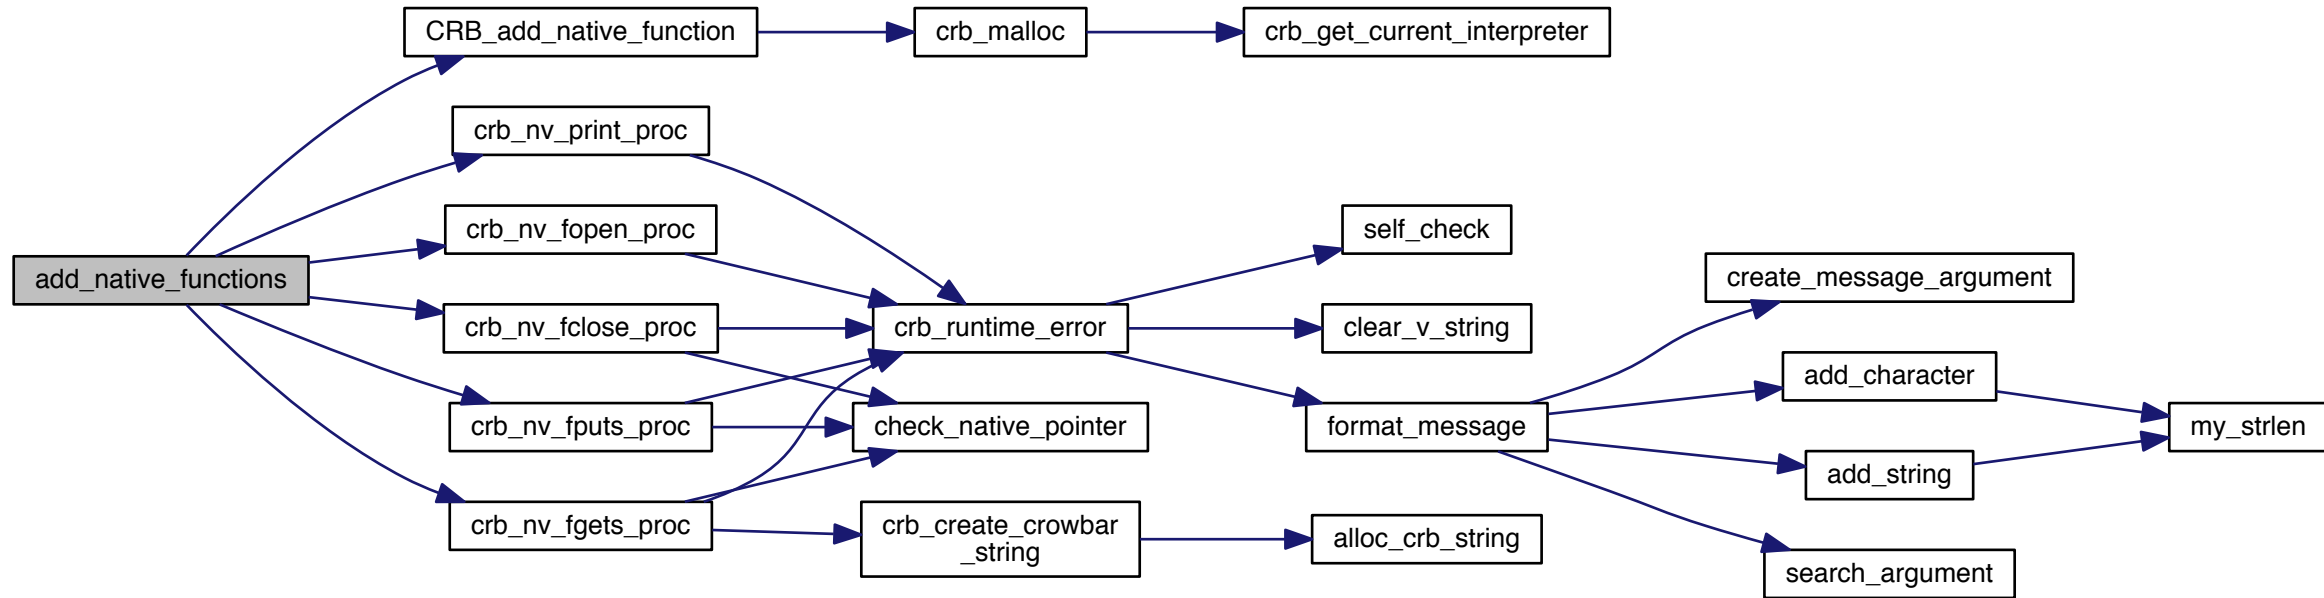 add_native_functions
CRB_add_native_function
crb_malloc
crb_get_current_interpreter
crb_nv_print_proc
crb_nv_fopen_proc
crb_nv_fclose_proc
crb_nv_fputs_proc
crb_nv_fgets_proc
crb_runtime_error
check_native_pointer
crb_create_crowbar
_string
self_check
clear_v_string
format_message
alloc_crb_string
create_message_argument
add_character
add_string
search_argument
my_strlen